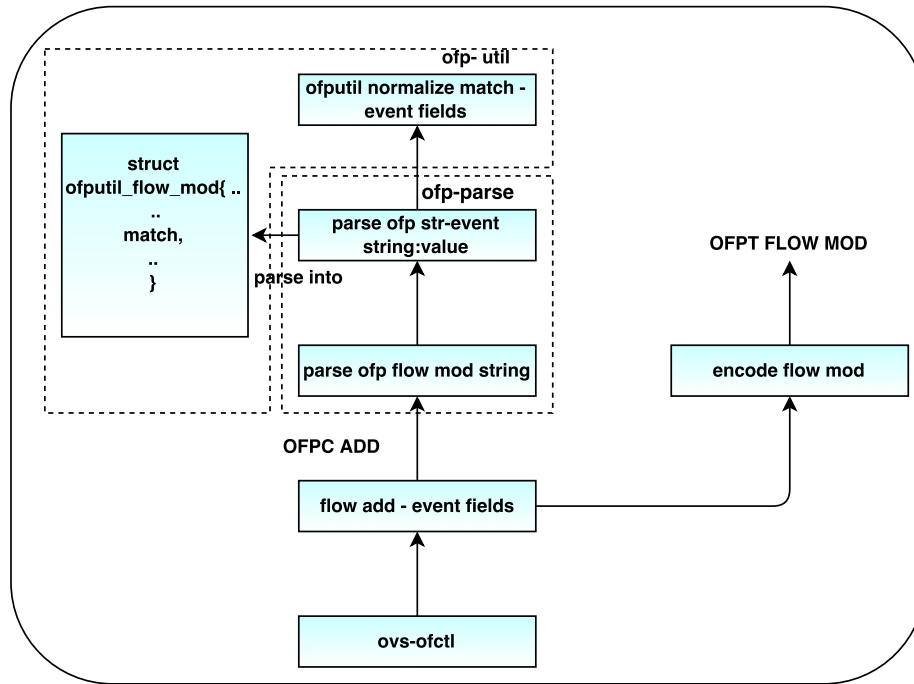 ofp- util
ofputil normalize match -
event fields
struct
ofputil_flow_mod{ ..
..
match,
..
}
ofp-parse
parse ofp str-event
string:value
parse into
OFPT FLOW MOD
parse ofp flow mod string
encode flow mod
OFPC ADD
flow add - event fields
ovs-ofctl